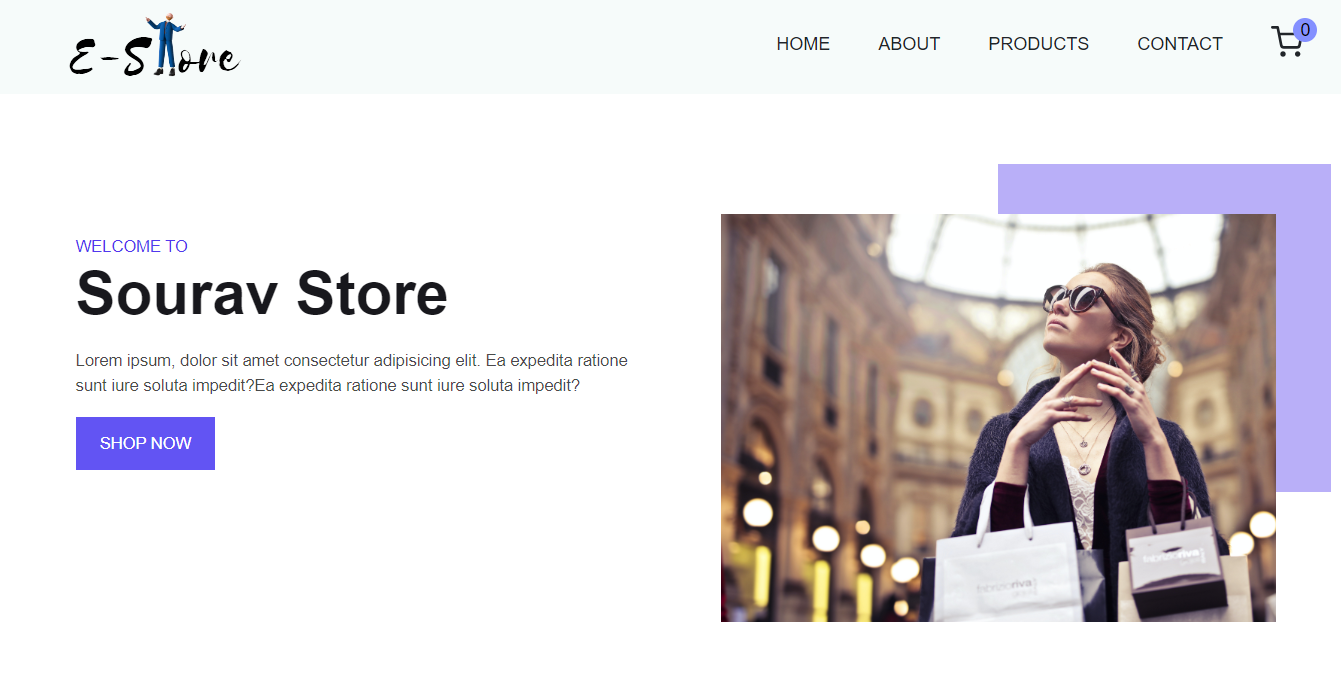 E-Store
HOME ABOUT PRODUCTS CONTACT 0
WELCOME TO
Sourav Store
Lorem ipsum, dolor sit amet consectetur adipisicing elit. Ea expedita ratione
sunt iure soluta impedit?Ea expedita ratione sunt iure soluta impedit?
SHOP NOW